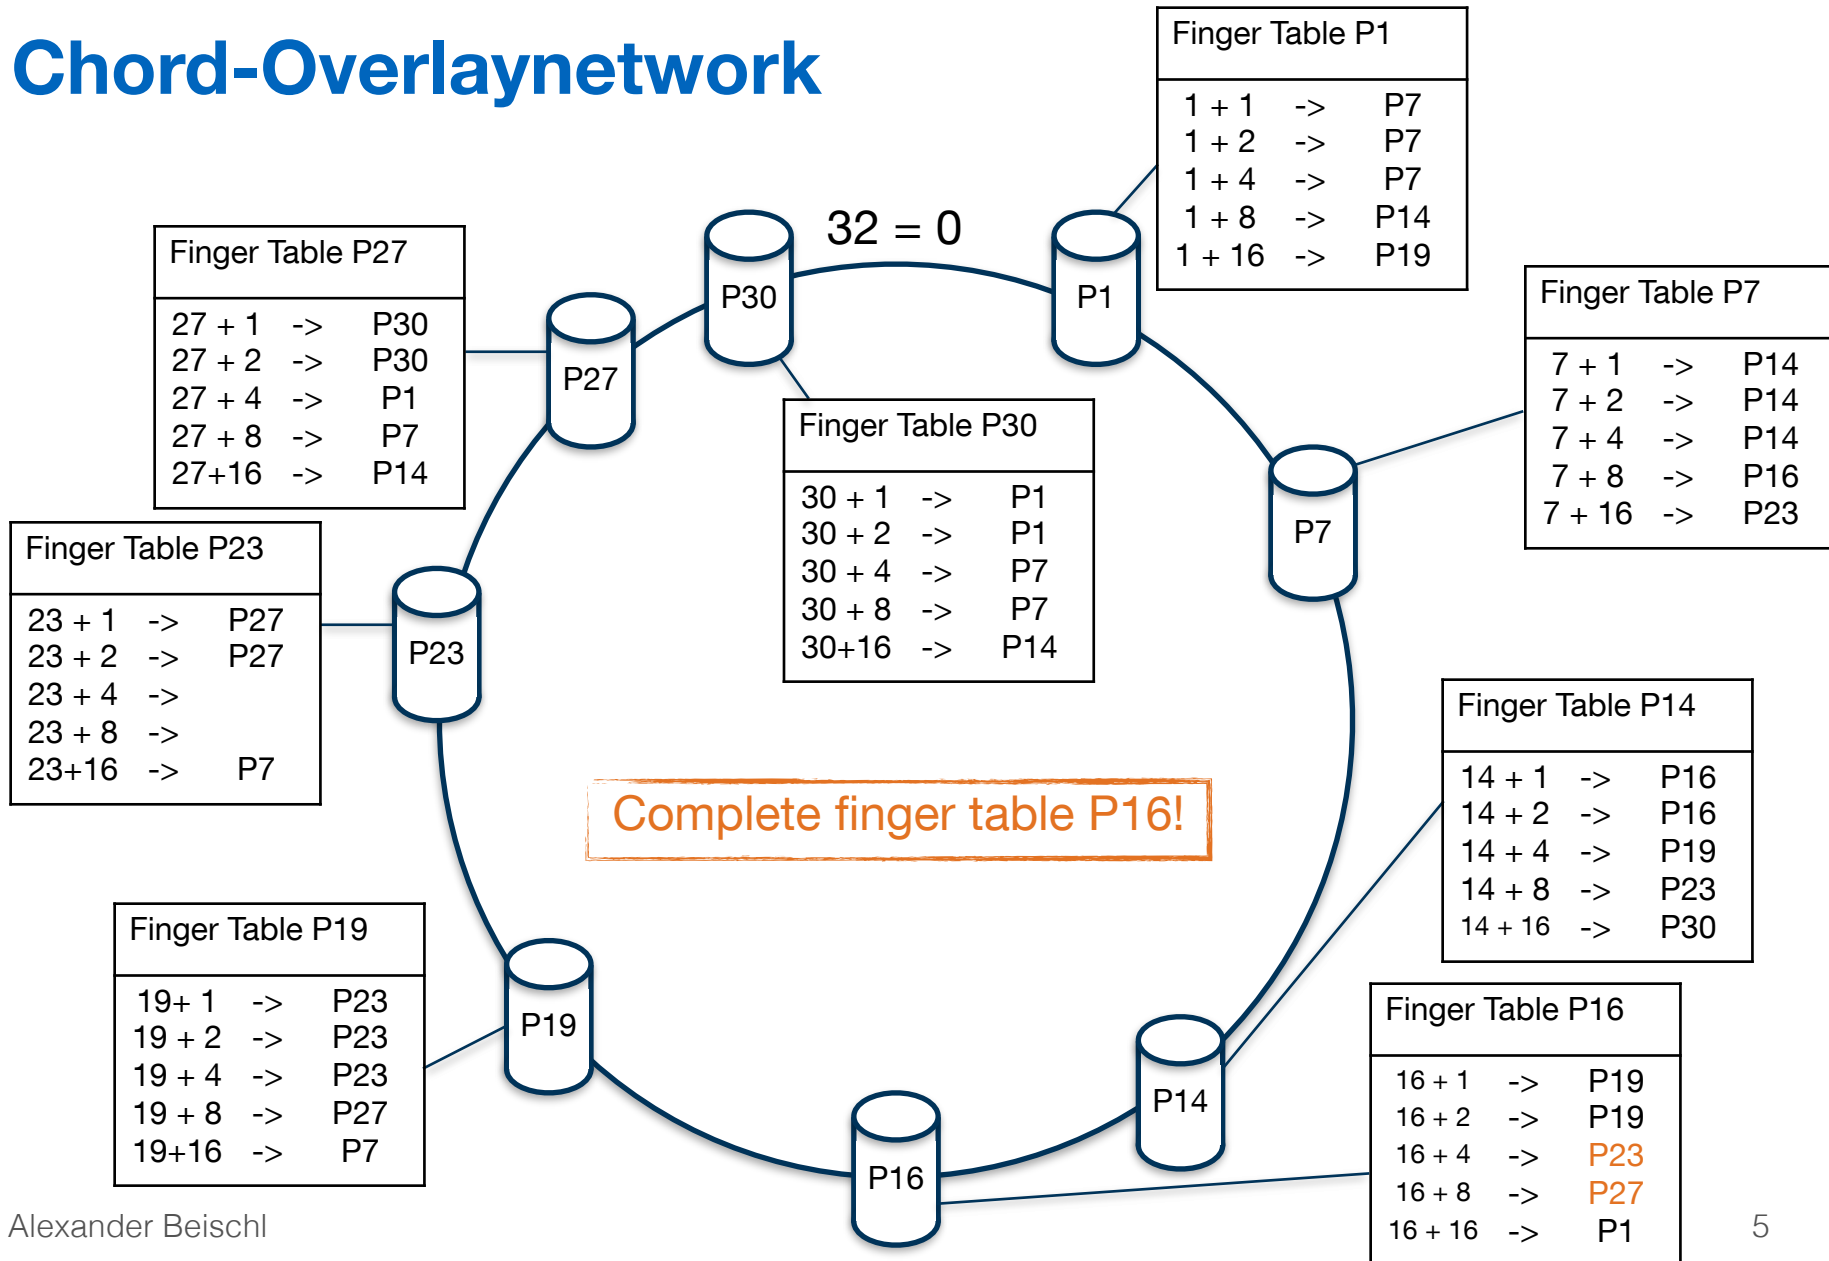 Chord-Overlaynetwork
Finger Table P1
1 + 1 -> P7
1 + 2 -> P7
1 + 4 -> P7
1 + 8 -> P14
1 + 16 -> P19
32 = 0
P30
P1
P27
P7
P23
P19
P16
P14
Finger Table P27
27 + 1 -> P30
27 + 2 -> P30
27 + 4 -> P1
27 + 8 -> P7
27+16 -> P14
Finger Table P7
7 + 1 -> P14
7 + 2 -> P14
7 + 4 -> P14
7 + 8 -> P16
7 + 16 -> P23
Finger Table P30
30 + 1 -> P1
30 + 2 -> P1
30 + 4 -> P7
30 + 8 -> P7
30+16 -> P14
Finger Table P23
23 + 1 -> P27
23 + 2 -> P27
23 + 4 ->
23 + 8 ->
23+16 -> P7
Complete finger table P16!
Finger Table P14
14 + 1 -> P16
14 + 2 -> P16
14 + 4 -> P19
14 + 8 -> P23
14 + 16 -> P30
Finger Table P19
19+ 1 -> P23
19 + 2 -> P23
19 + 4 -> P23
19 + 8 -> P27
19+16 -> P7
Finger Table P16
16 + 1 -> P19
16 + 2 -> P19
16 + 4 -> P23
16 + 8 -> P27
16 + 16 -> P1
Alexander Beischl
5